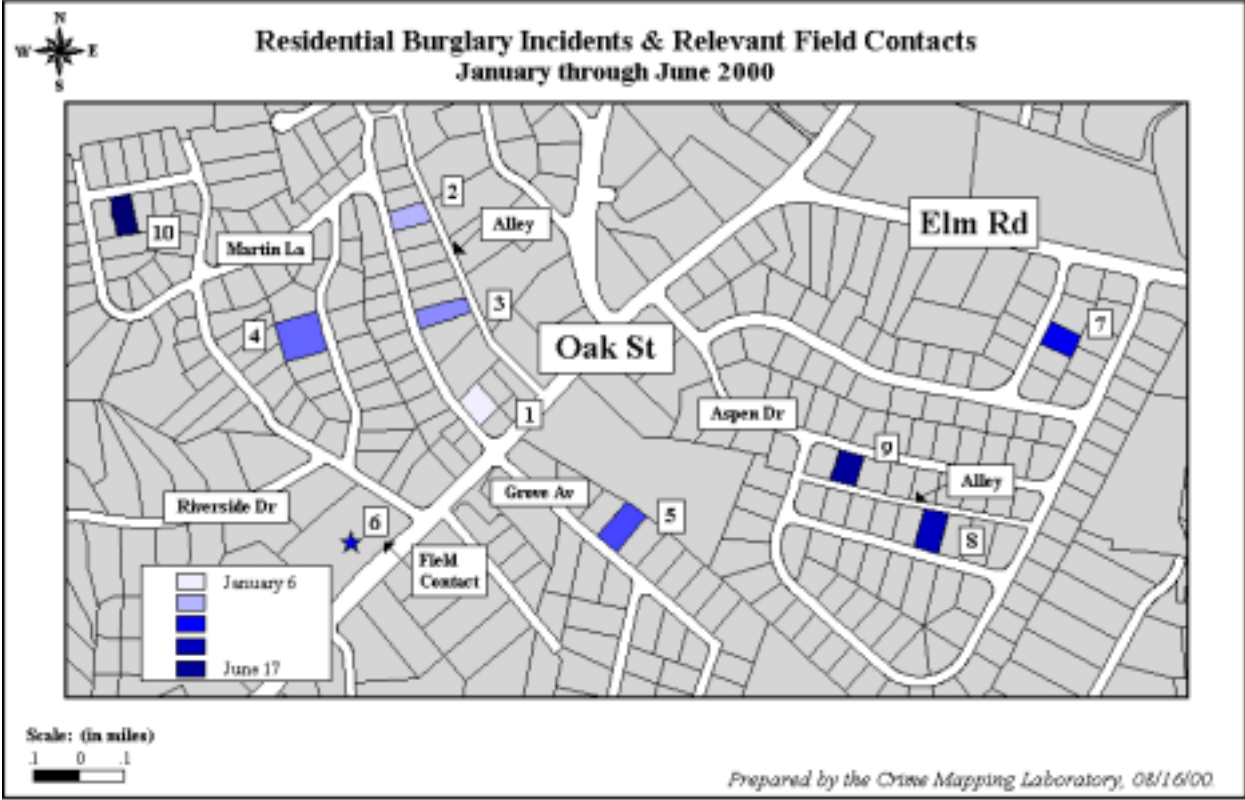 N
W E
S
Residential Burglary Incidents & Relevant Field Contacts
January through June 2000
2
Alley
10
Martin La
Elm Rd
3
4
7
Oak St
1
Aspen Dr
9
Alley
Grove Av
Riverside Dr
6
5
8
Field
Contact
January 6
June 17
Scale: (in miles)
.1 0 .1
Prepared by the Crime Mapping Laboratory, 08/16/00.